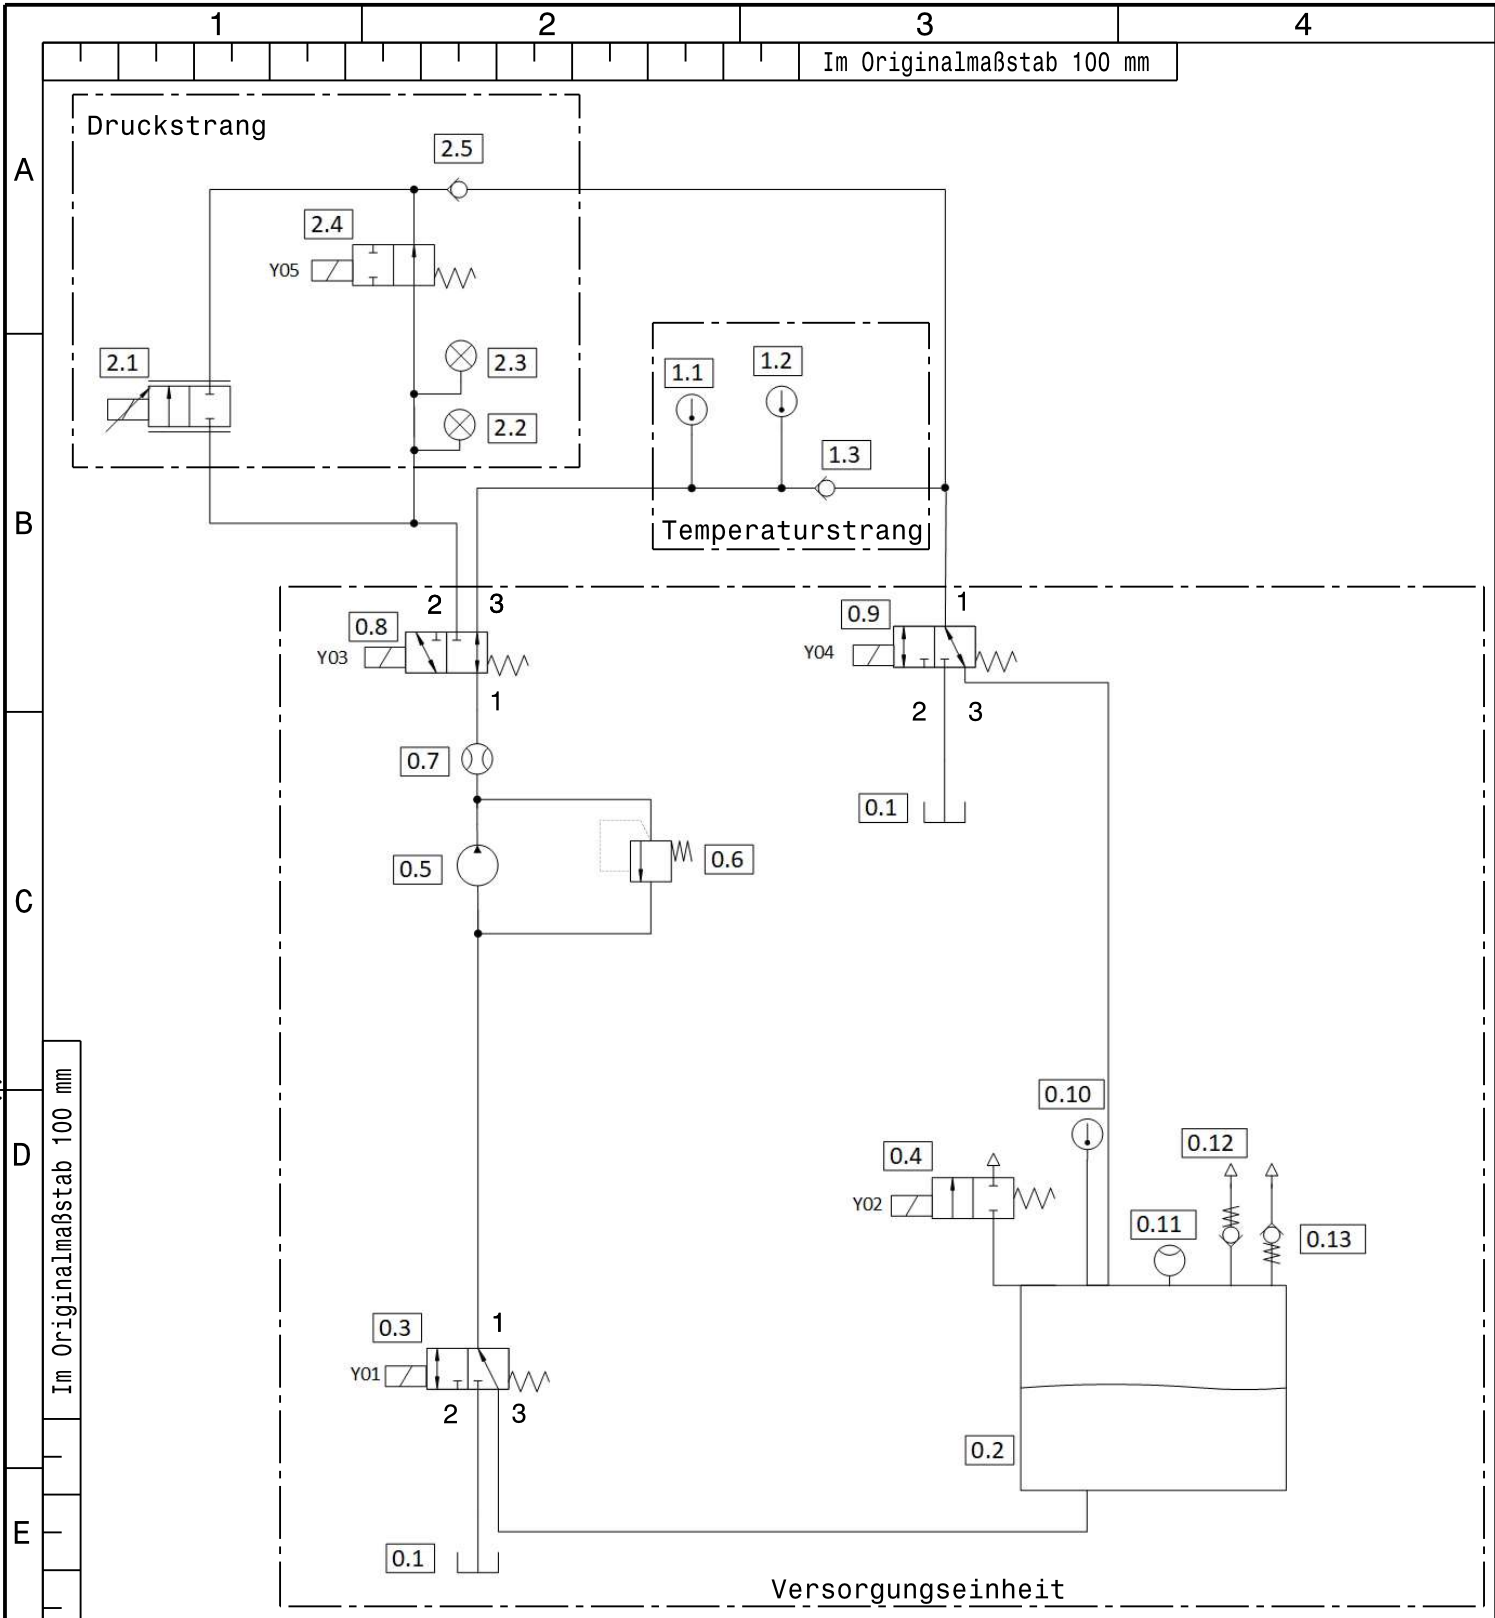 1 2 3 4
Im Originalmaßstab 100 mm
A
Druckstrang
2.5
2.4
Y05
2.1
2.3
2.2
1.1
1.2
1.3
Temperaturstrang
B
2 3
0.8
Y03
1
0.9
1
Y04
2 3
0.7
0.1
0.5
0.6
C
Im Originalmaßstab 100 mm
D
0.10
0.4
Y02
0.12
0.11
0.13
0.3
1
Y01
2 3
0.2
E
0.1
Versorgungseinheit